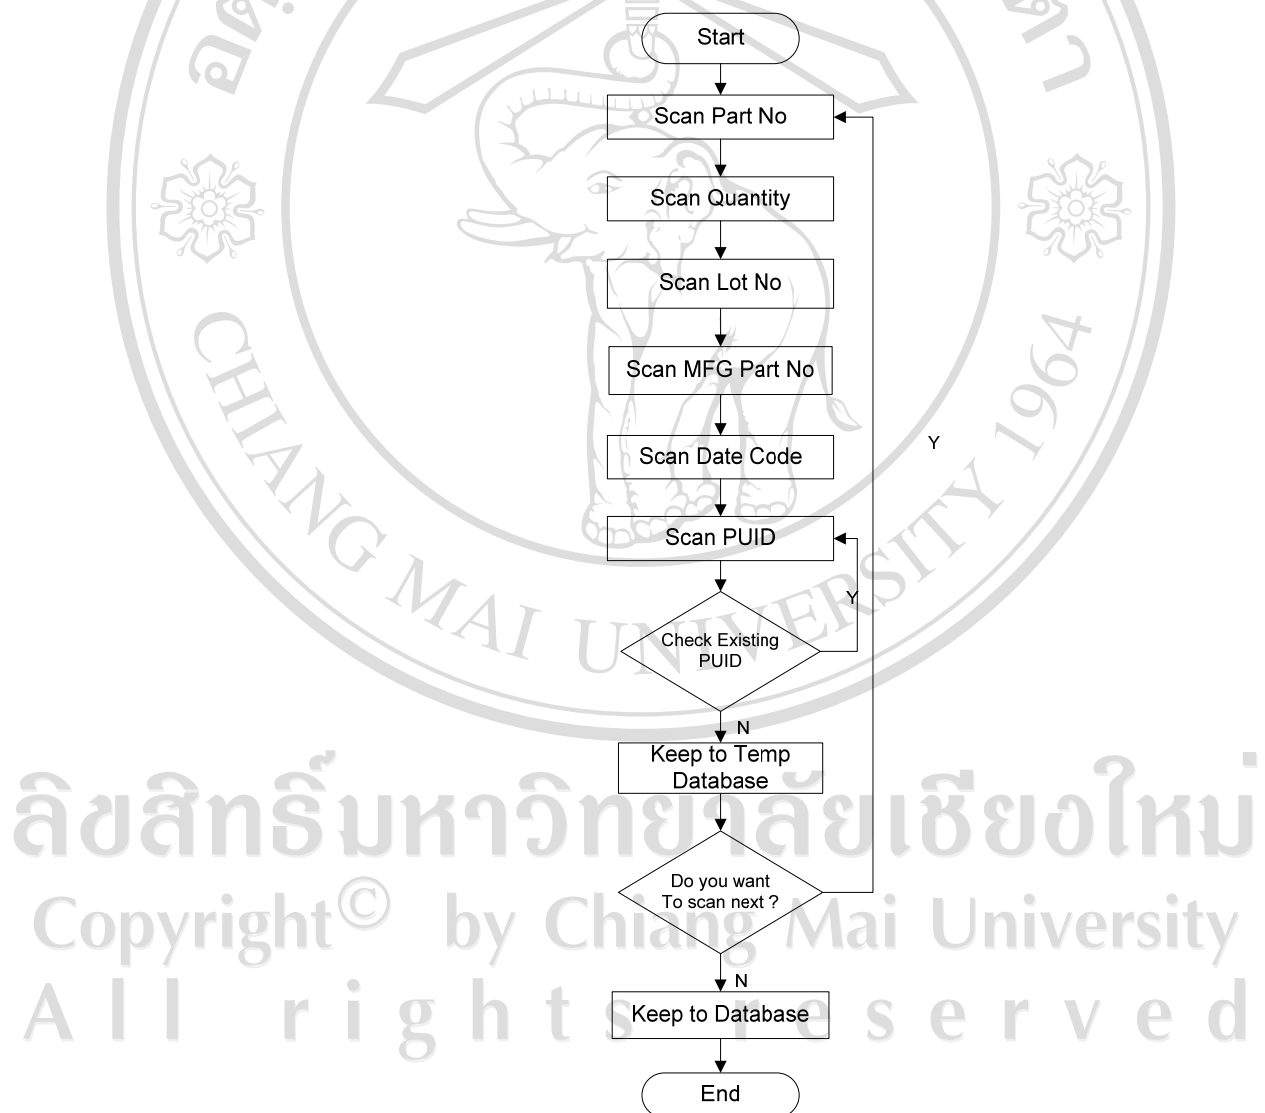 Start
Scan Part No
Scan Quantity
Scan Lot No
Scan MFG Part No
Scan Date Code
Y
Scan PUID
Y
Check Existing
PUID
N
Keep to Temp
Database
Do you want
To scan next ?
N
Keep to Database
End
CHIANG MAI UNIVERSITY 1964
ลิขสิทธิ์มหาวิทยาลัยเชียงใหม่
Copyright© by Chiang Mai University
All rights reserved